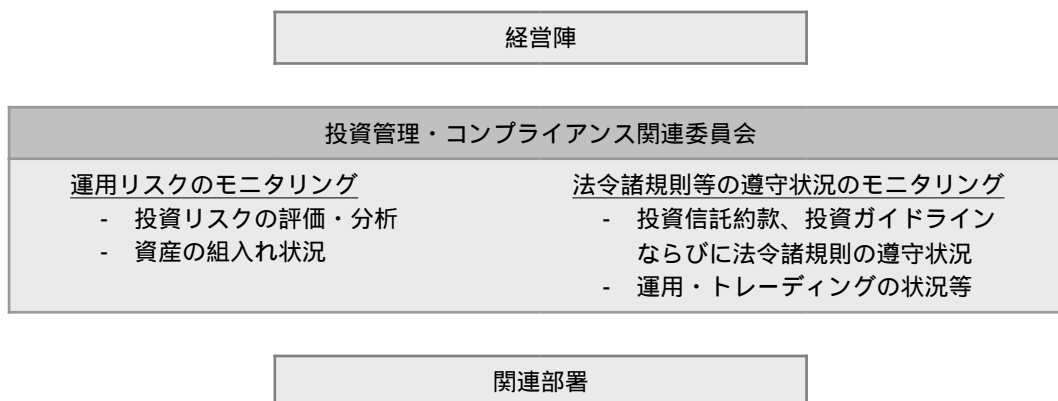 経営陣
投資管理・コンプライアンス関連委員会
運用リスクのモニタリング
- 投資リスクの評価・分析
- 資産の組入れ状況
法令諸規則等の遵守状況のモニタリング
- 投資信託約款、投資ガイドライン
ならびに法令諸規則の遵守状況
- 運用・トレーディングの状況等
関連部署